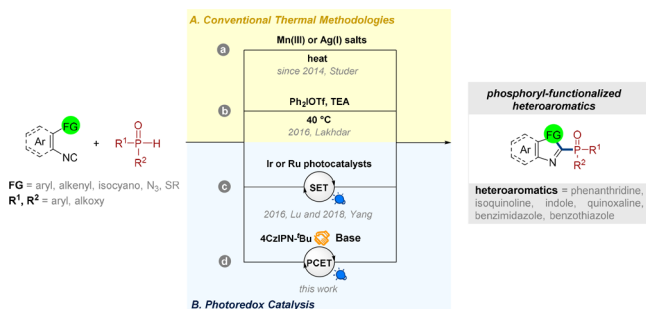 A. Conventional Thermal Methodologies
a
Mn(III) or Ag(I) salts
heat
since 2014, Studer
b
Ph2IOTf, TEA
40 °C
2016, Lakhdar
c
Ir or Ru photocatalysts
SET
2016, Lu and 2018, Yang
d
4CzIPN-tBu Base
PCET
this work
B. Photoredox Catalysis
FG
Ar
NC
+
O
R1 P H
R2
FG = aryl, alkenyl, isocyano, N3, SR
R1, R2 = aryl, alkoxy
phosphoryl-functionalized
heteroaromatics
FG O
Ar P R1
N R2
heteroaromatics = phenanthridine,
isoquinoline, indole, quinoxaline,
benzimidazole, benzothiazole